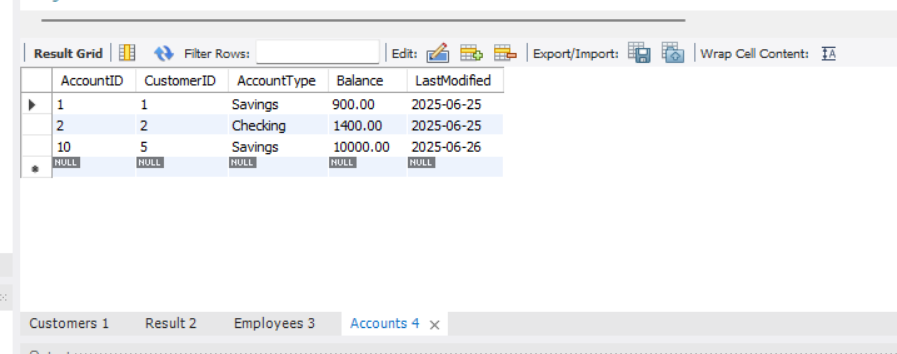 Result Grid Filter Rows: Edit: Export/Import: Wrap Cell Content: IA
AccountID CustomerID AccountType Balance LastModified
1 1 Savings 900.00 2025-06-25
2 2 Checking 1400.00 2025-06-25
10 5 Savings 10000.00 2025-06-26
NULL NULL NULL NULL NULL
Customers 1 Result 2 Employees 3 Accounts 4